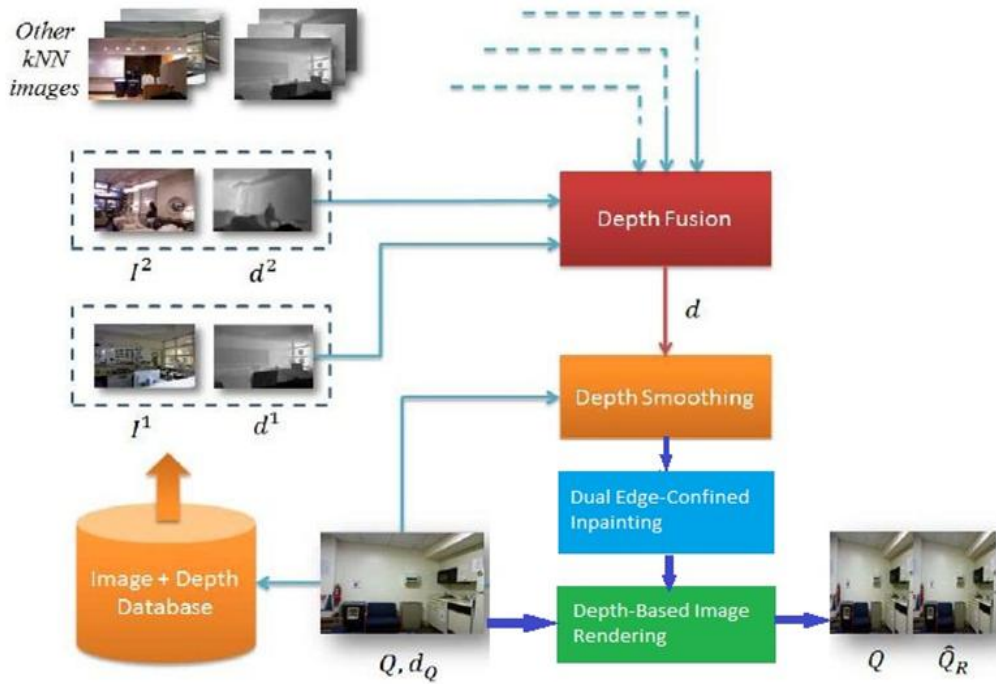 Other
kNN
images
Depth Fusion
I²
d²
d
Depth Smoothing
I¹
d¹
Dual Edge-Confined
Inpainting
Image + Depth
Database
Depth-Based Image
Rendering
Q, d_Q
Q
Q̂_R